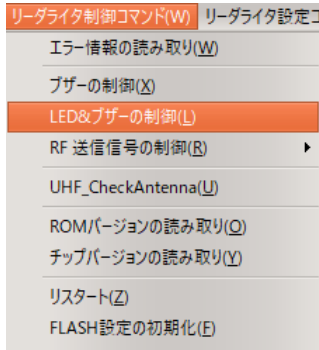 リーダライタ制御コマンド(W) リーダライタ設定コ
エラー情報の読み取り(W)
ブザーの制御(X)
LED&ブザーの制御(L)
RF 送信信号の制御(R)
UHF_CheckAntenna(U)
ROMバージョンの読み取り(O)
チップバージョンの読み取り(Y)
リスタート(Z)
FLASH設定の初期化(F)